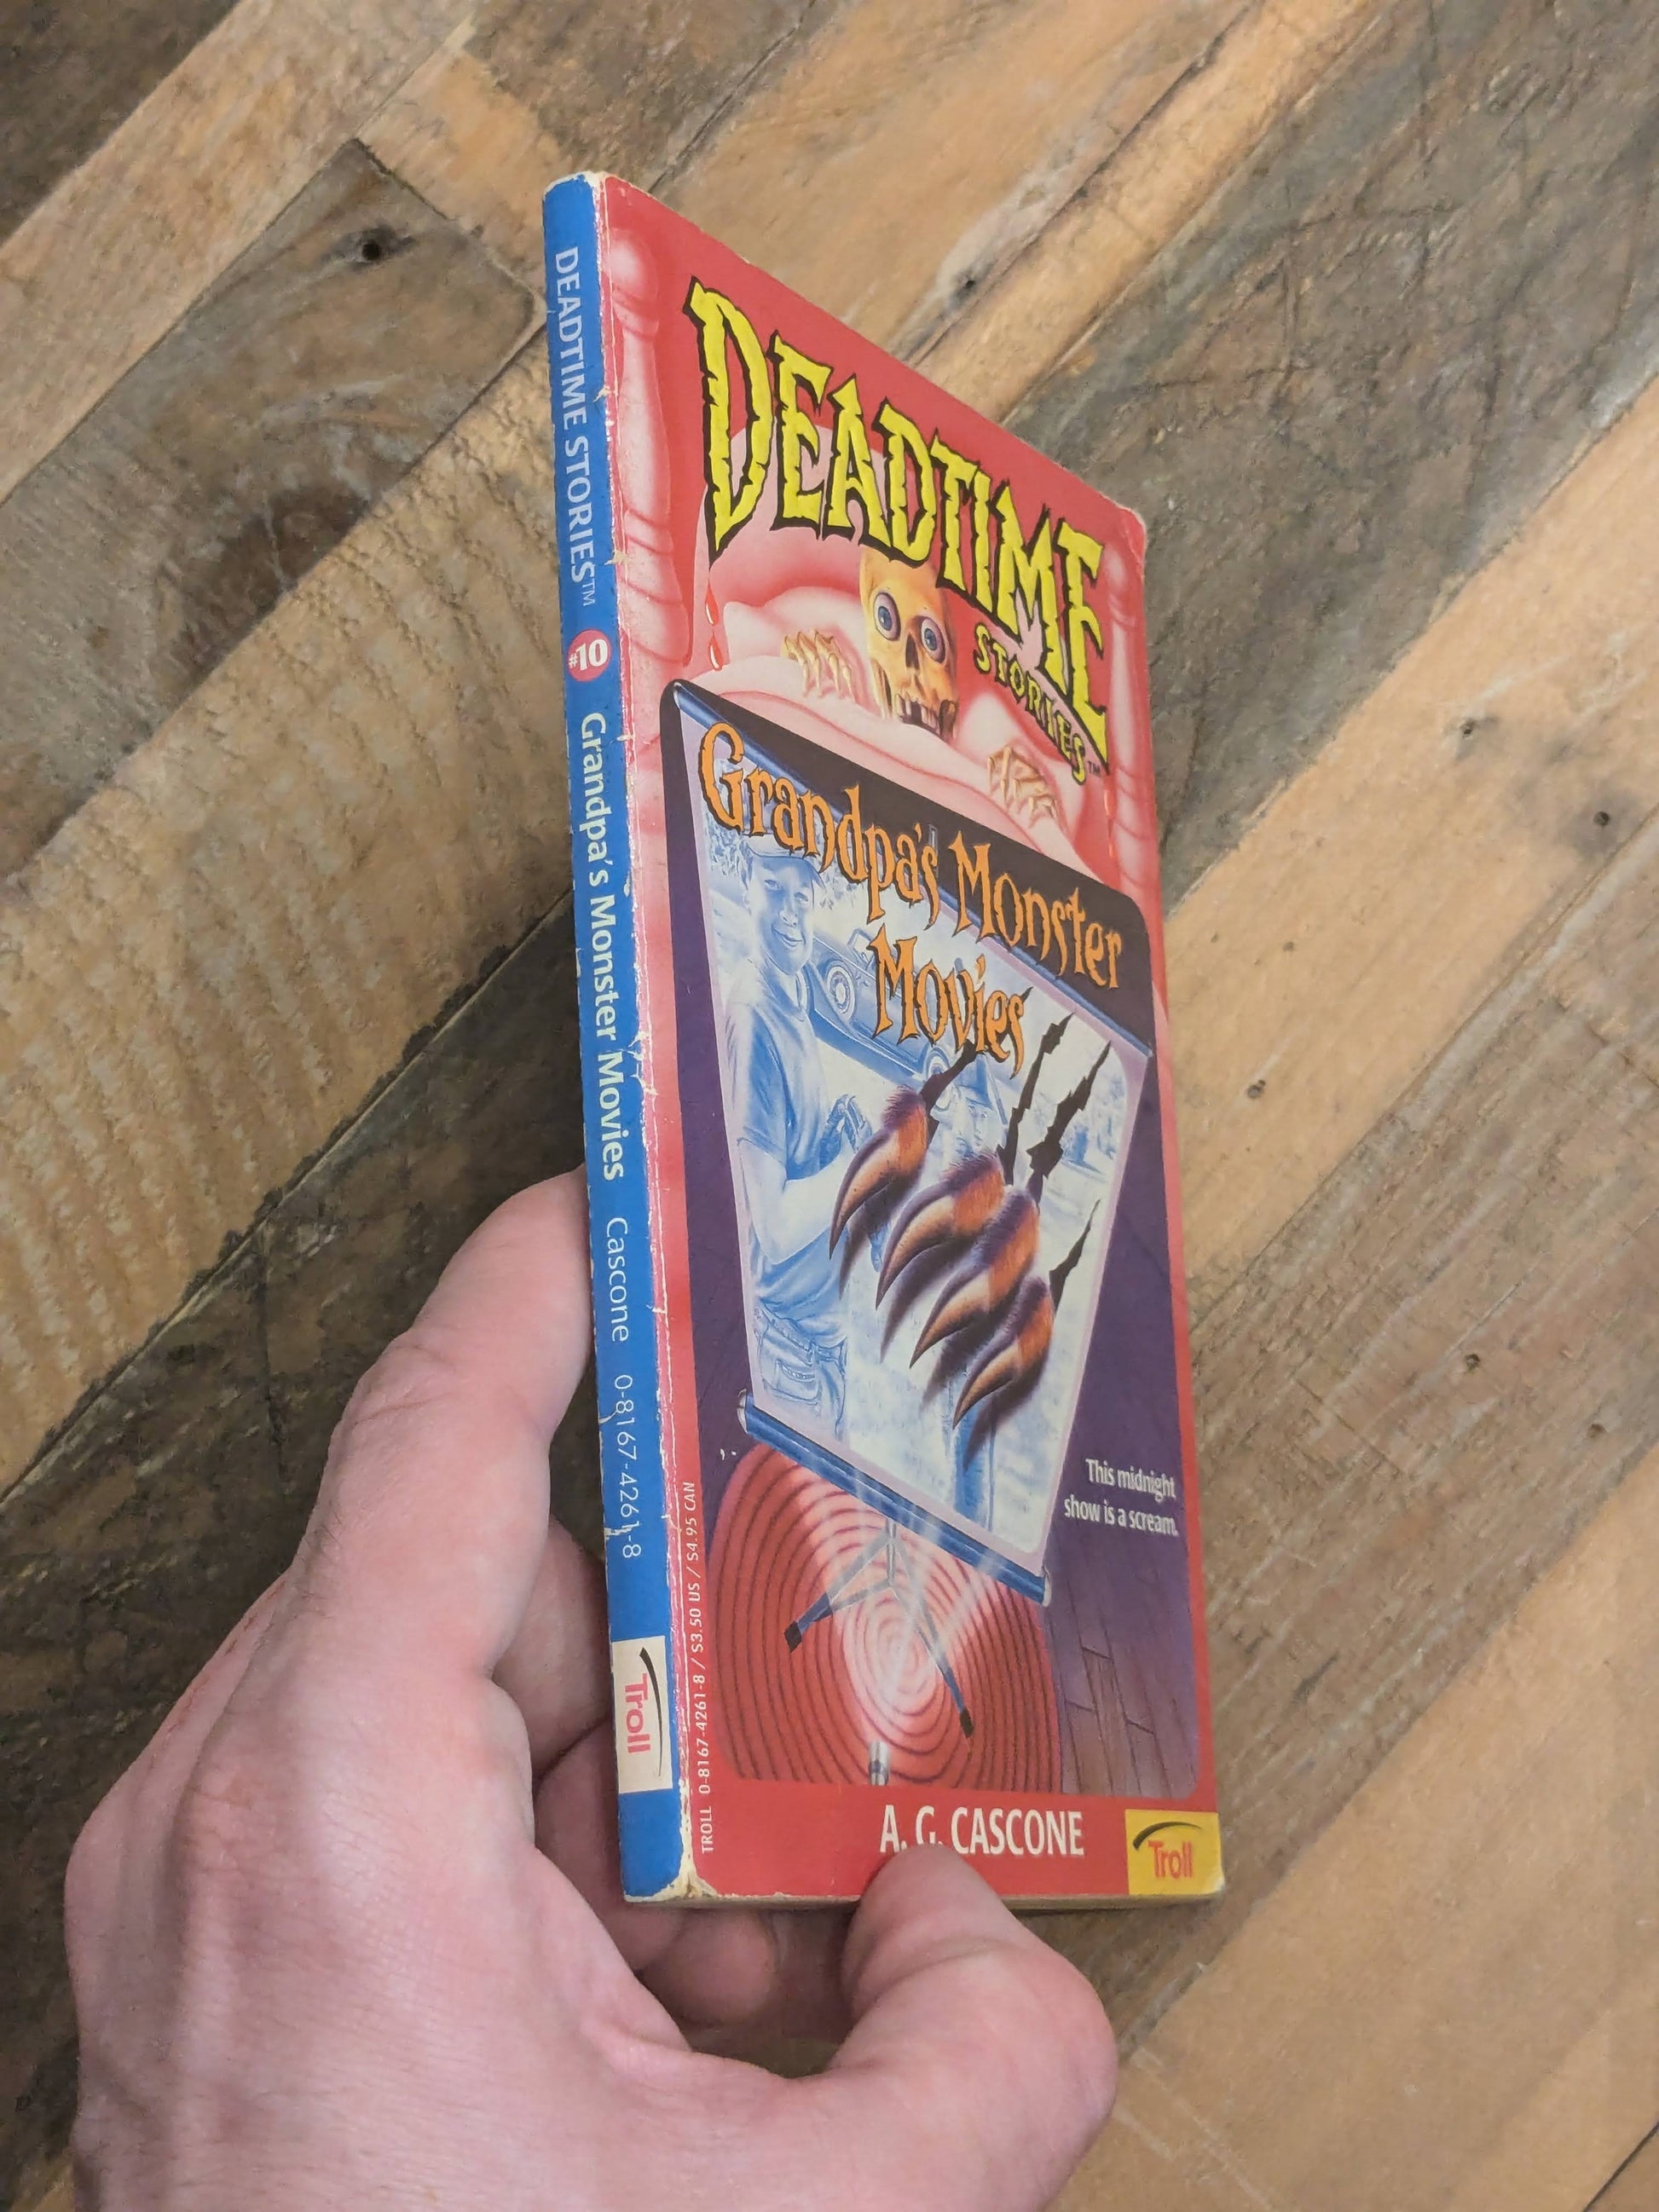 DEADTIME STORIES™ #10 Grandpa's Monster Movies Cascone 0-8167-4261-8 Troll
DEADTIME
STORIES™
Grandpa's Monster
Movies
This midnight
show is a scream.
TROLL 0-8167-4261-8 / $3.50 US / $4.95 CAN
A. G. CASCONE
Troll